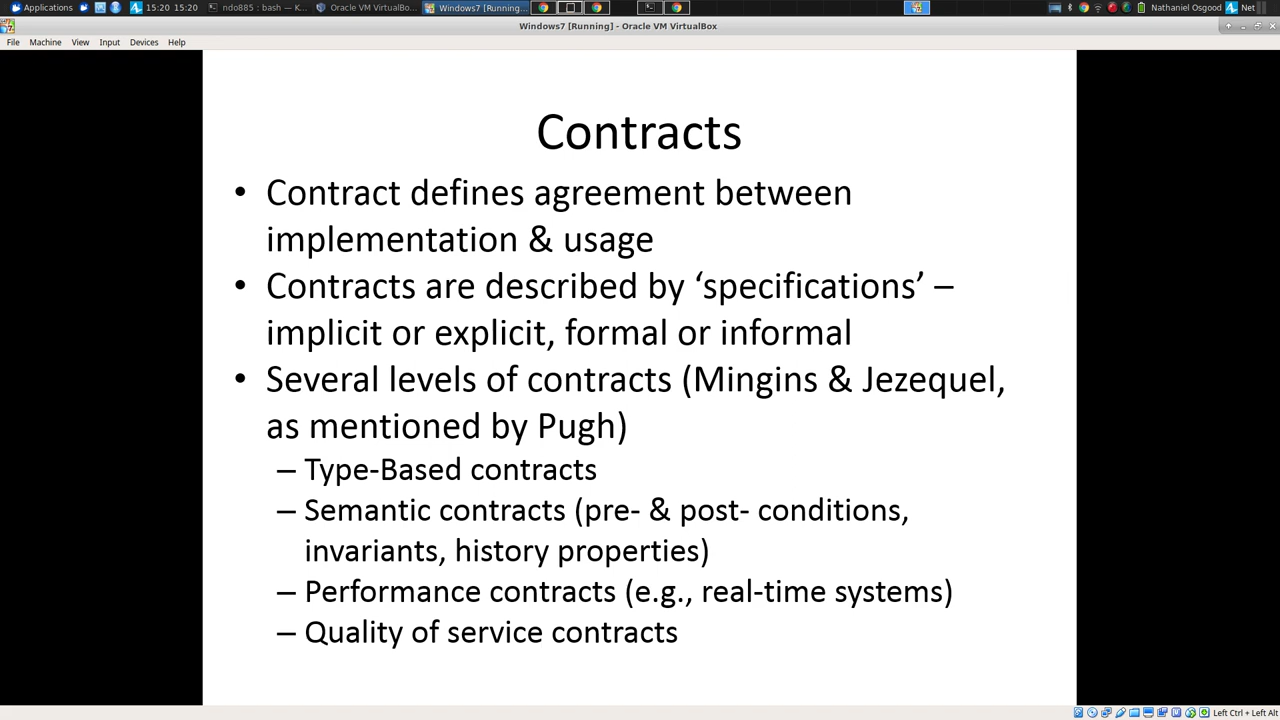 Applications
15:20 15:20
ndo885 : bash — K...
Oracle VM VirtualBo...
Windows7 [Running...
Nathaniel Osgood
Net
Windows7 [Running] - Oracle VM VirtualBox
File Machine View Input Devices Help
Contracts
• Contract defines agreement between
implementation & usage
• Contracts are described by ‘specifications’ –
implicit or explicit, formal or informal
• Several levels of contracts (Mingins & Jezequel,
as mentioned by Pugh)
– Type-Based contracts
– Semantic contracts (pre- & post- conditions,
invariants, history properties)
– Performance contracts (e.g., real-time systems)
– Quality of service contracts
Left Ctrl + Left Alt